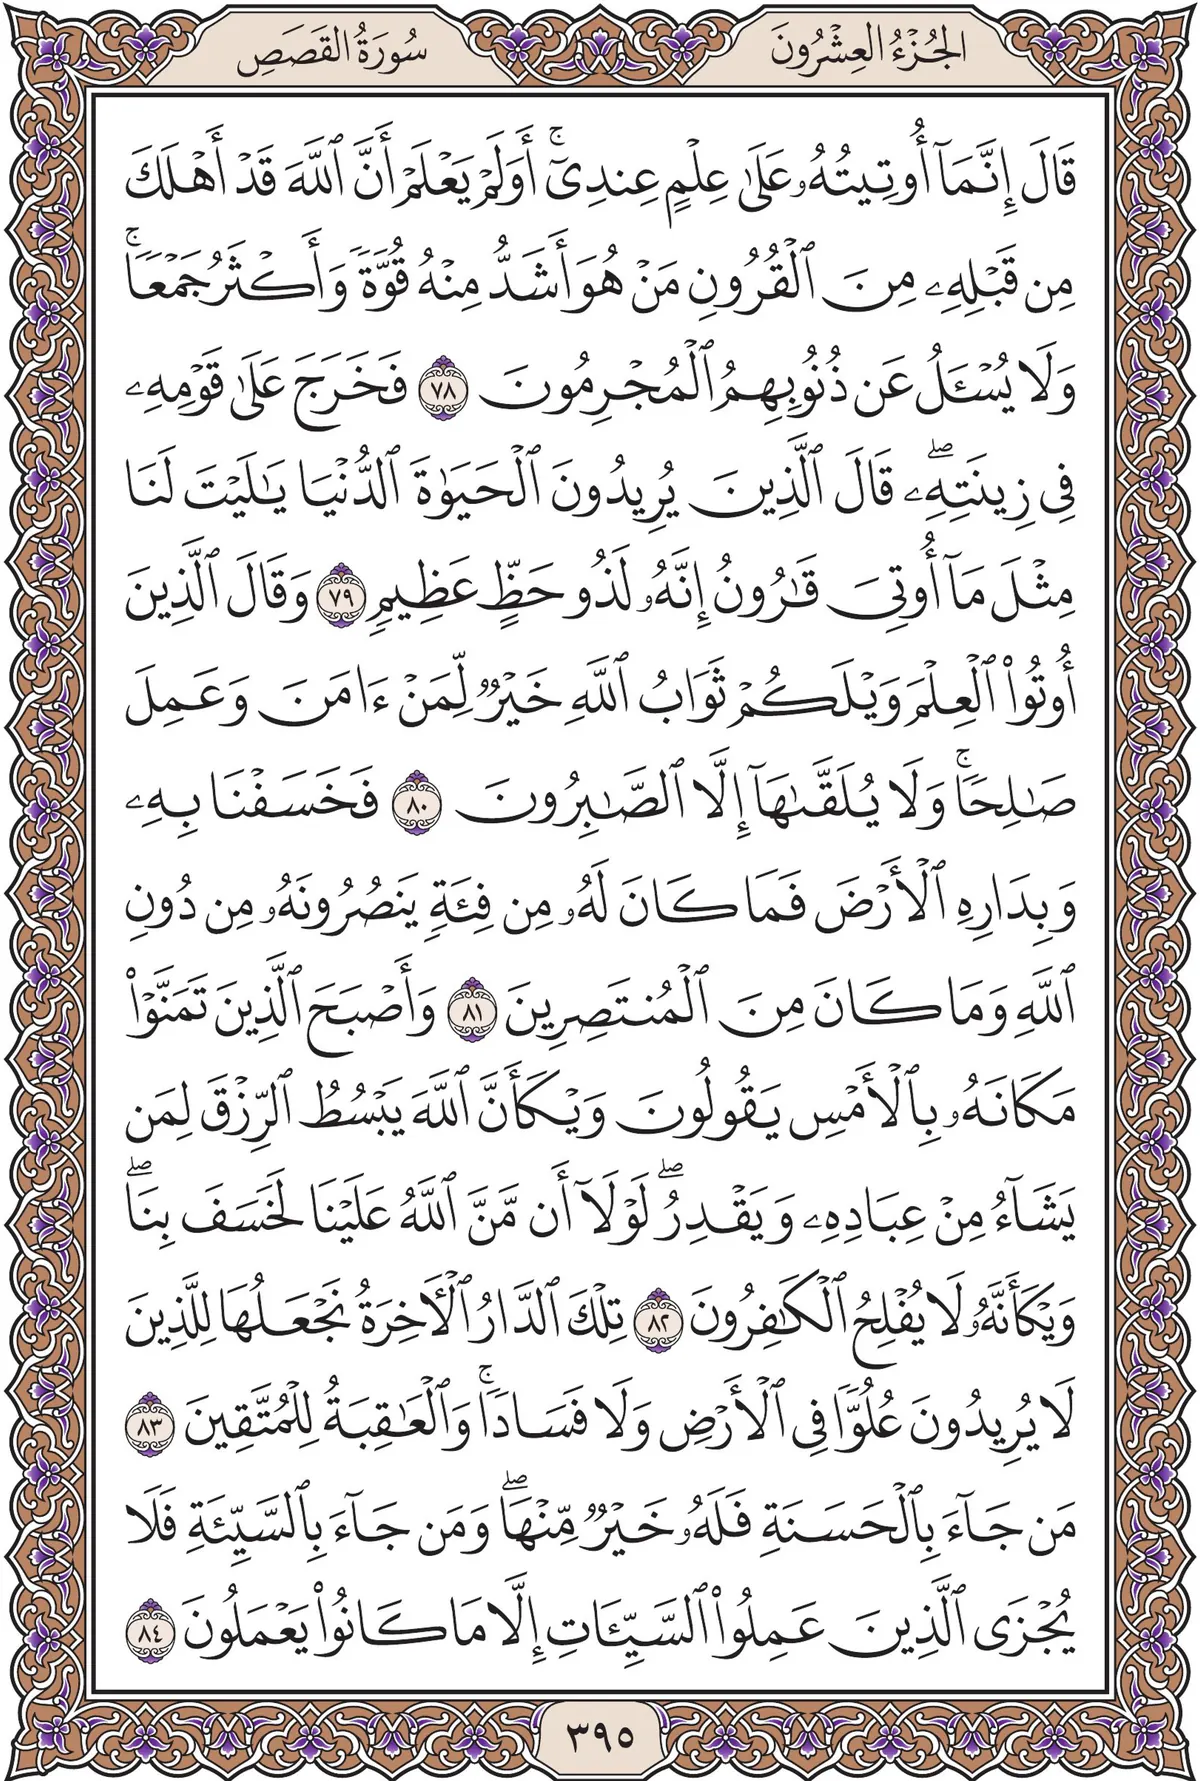 الجُزْءُ العِشْرُونَ
سُورَةُ القَصَصِ
قَالَ إِنَّمَآ أُوتِيتُهُۥ عَلَىٰ عِلْمٍ عِندِىٓۚ أَوَلَمْ يَعْلَمْ أَنَّ ٱللَّهَ قَدْ أَهْلَكَ
مِن قَبْلِهِۦ مِنَ ٱلْقُرُونِ مَنْ هُوَ أَشَدُّ مِنْهُ قُوَّةً وَأَكْثَرُ جَمْعًاۚ
وَلَا يُسْـَٔلُ عَن ذُنُوبِهِمُ ٱلْمُجْرِمُونَ ٧٨ فَخَرَجَ عَلَىٰ قَوْمِهِۦ
فِى زِينَتِهِۦۖ قَالَ ٱلَّذِينَ يُرِيدُونَ ٱلْحَيَوٰةَ ٱلدُّنْيَا يَـٰلَيْتَ لَنَا
مِثْلَ مَآ أُوتِىَ قَـٰرُونُ إِنَّهُۥ لَذُو حَظٍّ عَظِيمٍ ٧٩ وَقَالَ ٱلَّذِينَ
أُوتُوا۟ ٱلْعِلْمَ وَيْلَكُمْ ثَوَابُ ٱللَّهِ خَيْرٌ لِّمَنْ ءَامَنَ وَعَمِلَ
صَـٰلِحًاۚ وَلَا يُلَقَّىٰهَآ إِلَّا ٱلصَّـٰبِرُونَ ٨٠ فَخَسَفْنَا بِهِۦ
وَبِدَارِهِ ٱلْأَرْضَ فَمَا كَانَ لَهُۥ مِن فِئَةٍ يَنصُرُونَهُۥ مِن دُونِ
ٱللَّهِ وَمَا كَانَ مِنَ ٱلْمُنتَصِرِينَ ٨١ وَأَصْبَحَ ٱلَّذِينَ تَمَنَّوْا۟
مَكَانَهُۥ بِٱلْأَمْسِ يَقُولُونَ وَيْكَأَنَّ ٱللَّهَ يَبْسُطُ ٱلرِّزْقَ لِمَن
يَشَآءُ مِنْ عِبَادِهِۦ وَيَقْدِرُۖ لَوْلَآ أَن مَّنَّ ٱللَّهُ عَلَيْنَا لَخَسَفَ بِنَاۖ
وَيْكَأَنَّهُۥ لَا يُفْلِحُ ٱلْكَـٰفِرُونَ ٨٢ تِلْكَ ٱلدَّارُ ٱلْـَٔاخِرَةُ نَجْعَلُهَا لِلَّذِينَ
لَا يُرِيدُونَ عُلُوًّا فِى ٱلْأَرْضِ وَلَا فَسَادًاۚ وَٱلْعَـٰقِبَةُ لِلْمُتَّقِينَ ٨٣
مَن جَآءَ بِٱلْحَسَنَةِ فَلَهُۥ خَيْرٌ مِّنْهَاۖ وَمَن جَآءَ بِٱلسَّيِّئَةِ فَلَا
يُجْزَى ٱلَّذِينَ عَمِلُوا۟ ٱلسَّيِّـَٔاتِ إِلَّا مَا كَانُوا۟ يَعْمَلُونَ ٨٤
٣٩٥